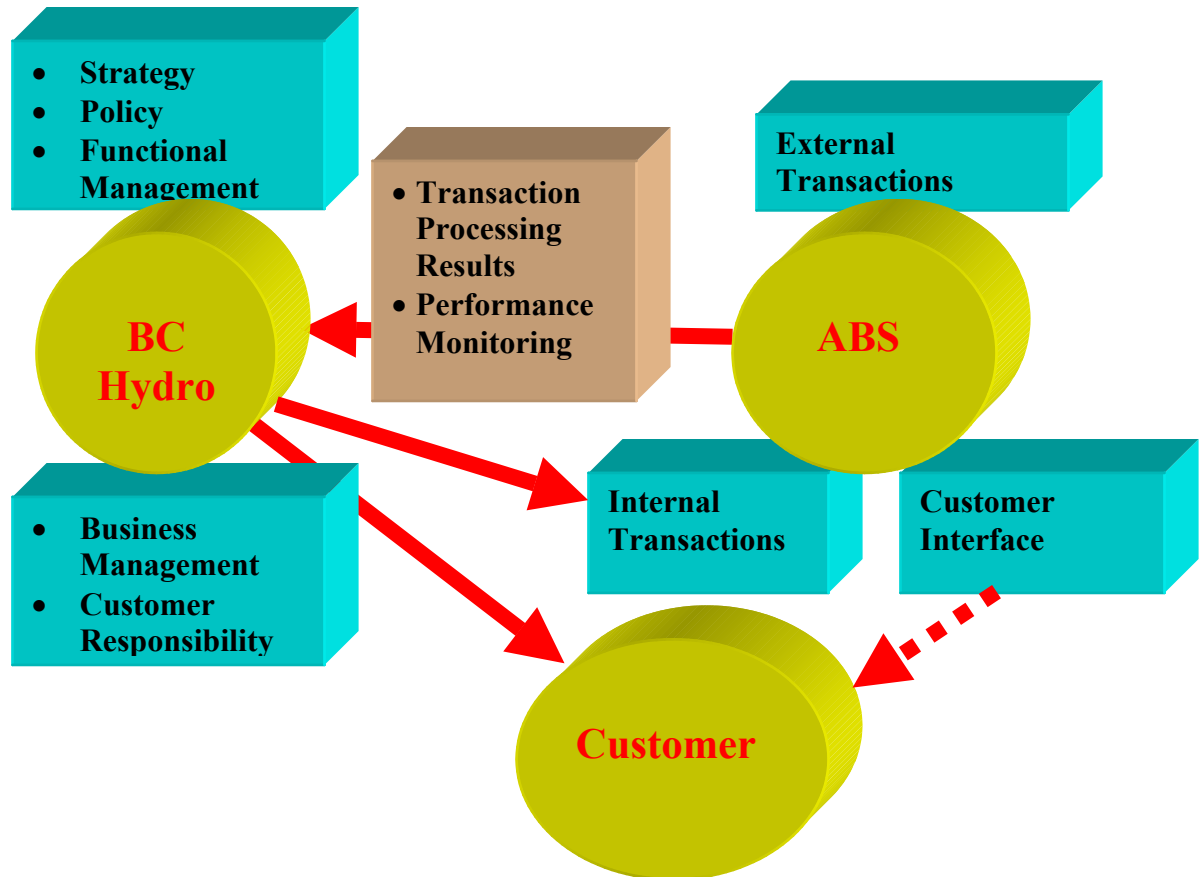 • Strategy
• Policy
• Functional
Management
• Transaction
Processing
Results
• Performance
Monitoring
External
Transactions
BC
Hydro
ABS
• Business
Management
• Customer
Responsibility
Internal
Transactions
Customer
Interface
Customer